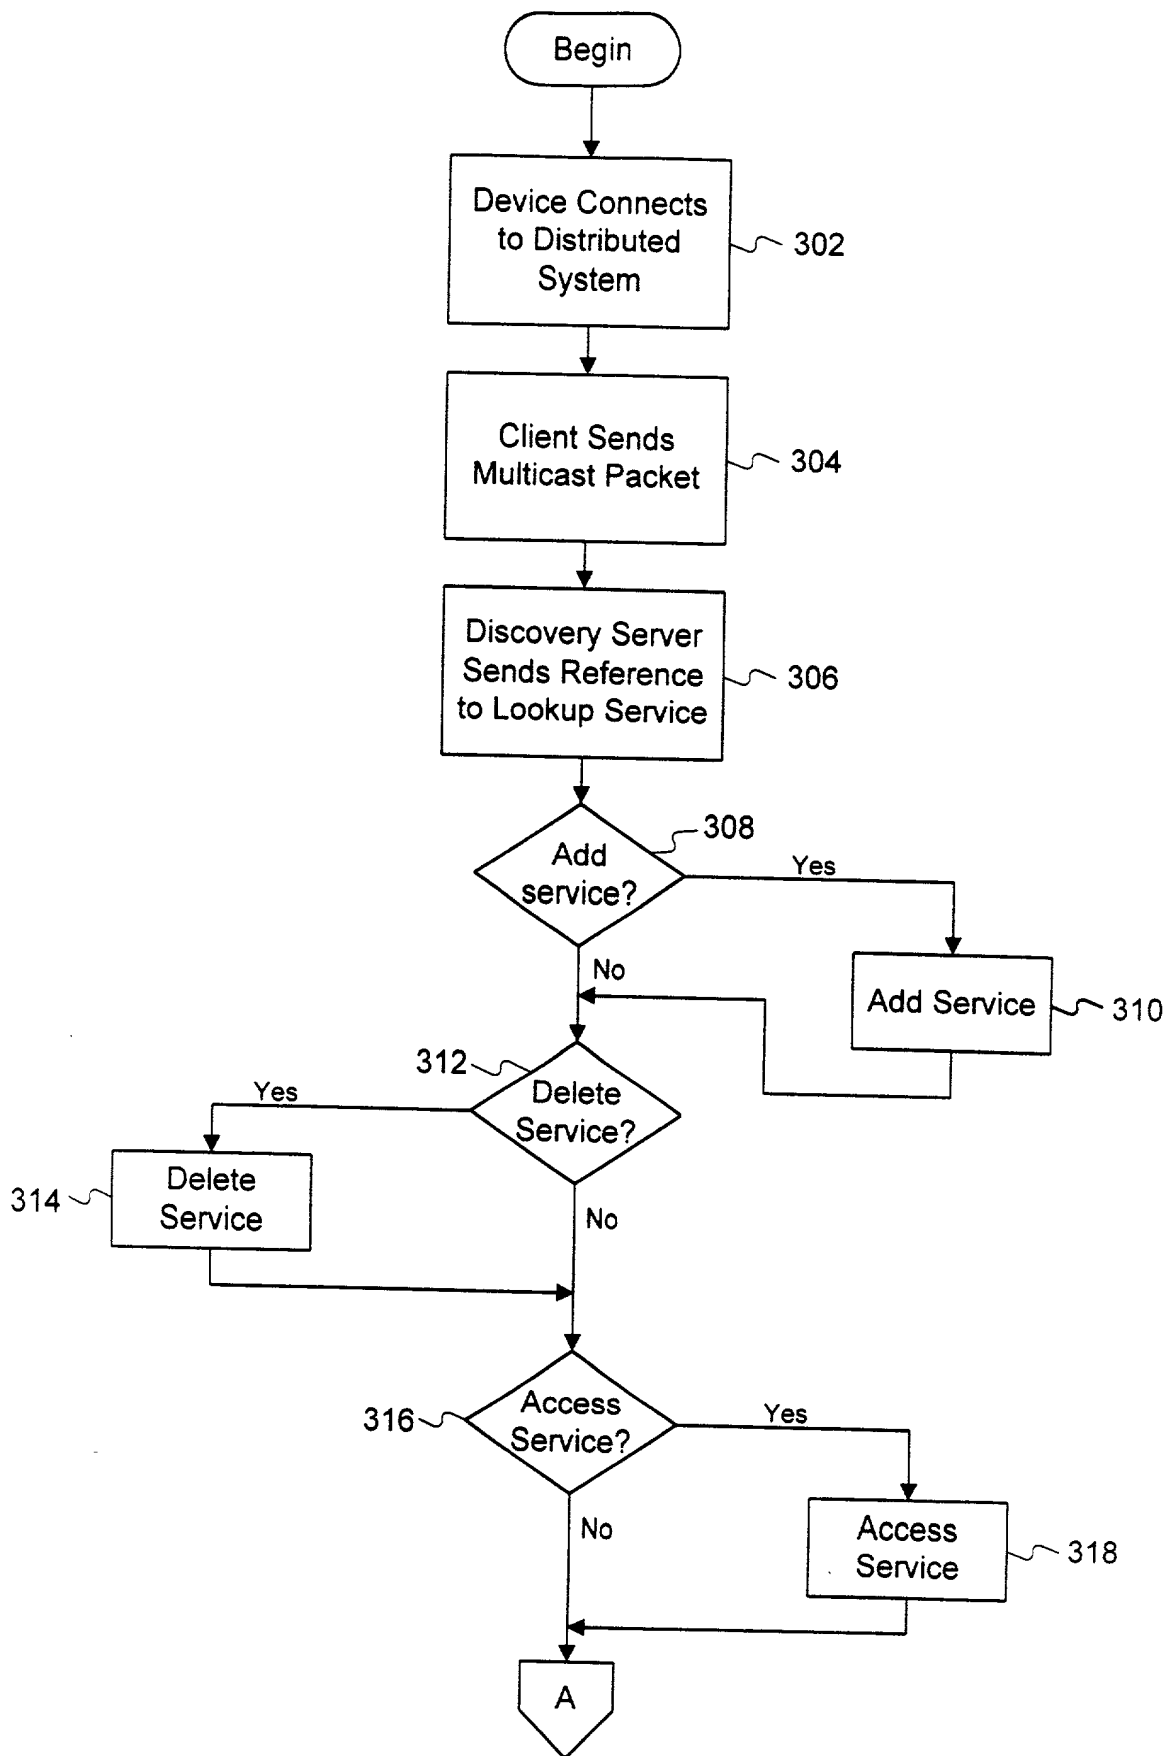 Begin
Device Connects
to Distributed
System
302
Client Sends
Multicast Packet
304
Discovery Server
Sends Reference
to Lookup Service
306
308
Add
service?
Yes
No
Add Service
310
312
Delete
Service?
Yes
Delete
Service
314
No
316
Access
Service?
Yes
No
Access
Service
318
A